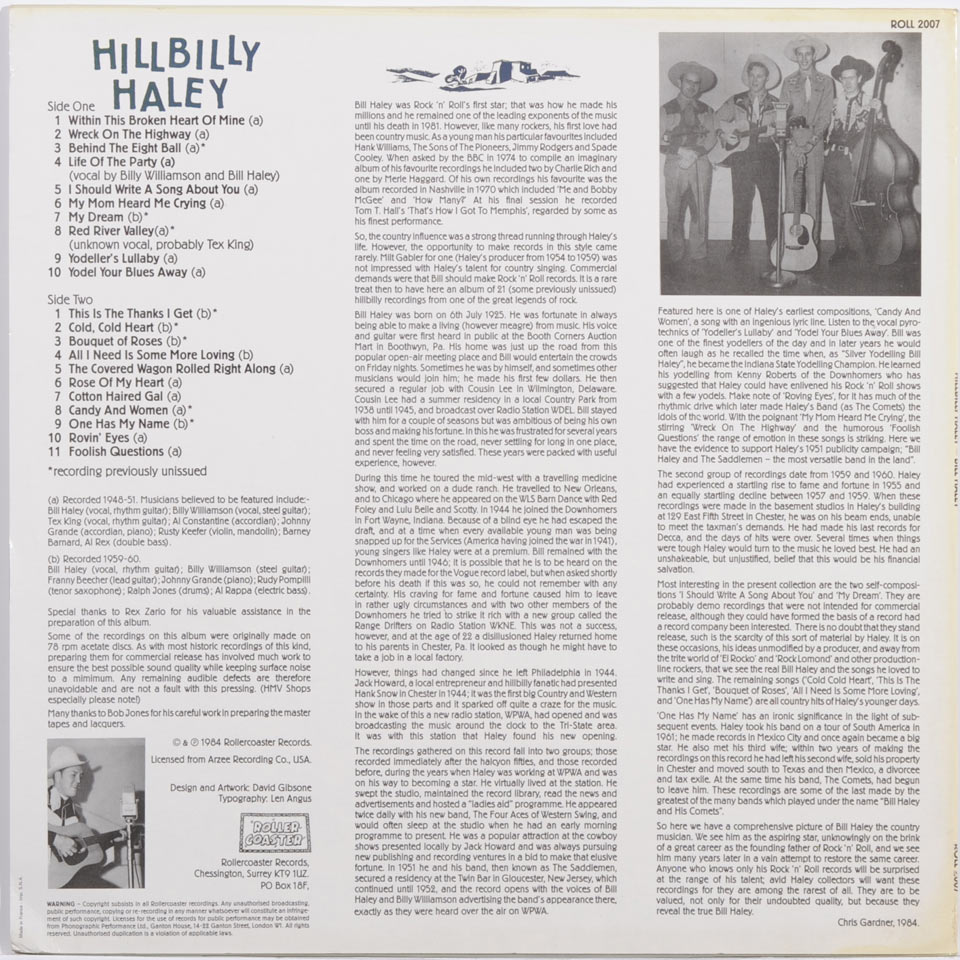 ROLL 2007
HILLBILLY
HALEY
Side One
1 Within This Broken Heart Of Mine (a)
2 Wreck On The Highway (a)
3 Behind The Eight Ball (a)*
4 Life Of The Party (a)
(vocal by Billy Williamson and Bill Haley)
5 I Should Write A Song About You (a)
6 My Mom Heard Me Crying (a)
7 My Dream (b)*
8 Red River Valley(a)*
(unknown vocal, probably Tex King)
9 Yodeller's Lullaby (a)
10 Yodel Your Blues Away (a)
Side Two
1 This Is The Thanks I Get (b)*
2 Cold, Cold Heart (b)*
3 Bouquet of Roses (b)*
4 All I Need Is Some More Loving (b)
5 The Covered Wagon Rolled Right Along (a)
6 Rose Of My Heart (a)
7 Cotton Haired Gal (a)
8 Candy And Women (a)*
9 One Has My Name (b)*
10 Rovin' Eyes (a)
11 Foolish Questions (a)
*recording previously unissued
(a) Recorded 1948-51. Musicians believed to be featured include:-
Bill Haley (vocal, rhythm guitar); Billy Williamson (vocal, steel guitar);
Tex King (vocal, rhythm guitar); Al Constantine (accordian); Johnny
Grande (accordian, piano); Rusty Keefer (violin, mandolin); Barney
Barnard, Al Rex (double bass).
(b) Recorded 1959-60.
Bill Haley (vocal, rhythm guitar); Billy Williamson (steel guitar);
Franny Beecher (lead guitar); Johnny Grande (piano); Rudy Pompilli
(tenor saxophone); Ralph Jones (drums); Al Rappa (electric bass).
Special thanks to Rex Zario for his valuable assistance in the
preparation of this album.
Some of the recordings on this album were originally made on
78 rpm acetate discs. As with most historic recordings of this kind,
preparing them for commercial release has involved much work to
ensure the best possible sound quality while keeping surface noise
to a mimimum. Any remaining audible defects are therefore
unavoidable and are not a fault with this pressing. (HMV Shops
especially please note!)
Many thanks to Bob Jones for his careful work in preparing the master
tapes and lacquers.
© & ℗ 1984 Rollercoaster Records.
Licensed from Arzee Recording Co., USA.
Design and Artwork: David Gibsone
Typography: Len Angus
ROLLER-
COASTER
Rollercoaster Records,
Chessington, Surrey KT9 1UZ.
PO Box 18F,
WARNING – Copyright subsists in all Rollercoaster recordings. Any unauthorised broadcasting,
public performance, copying or re-recording in any manner whatsoever will constitute an infringe-
ment of such copyright. Licenses for the use of records for public performance may be obtained
from Phonographic Performance Ltd., Ganton House, 14-22 Ganton Street, London W1. All rights
reserved. Unauthorised duplication is a violation of applicable laws.
Bill Haley was Rock 'n' Roll's first star; that was how he made his
millions and he remained one of the leading exponents of the music
until his death in 1981. However, like many rockers, his first love had
been country music. As a young man his particular favourites included
Hank Williams, The Sons of The Pioneers, Jimmy Rodgers and Spade
Cooley. When asked by the BBC in 1974 to compile an imaginary
album of his favourite recordings he included two by Charlie Rich and
one by Merle Haggard. Of his own recordings his favourite was the
album recorded in Nashville in 1970 which included 'Me and Bobby
McGee' and 'How Many?' At his final session he recorded
Tom T. Hall's 'That's How I Got To Memphis', regarded by some as
his finest performance.
So, the country influence was a strong thread running through Haley's
life. However, the opportunity to make records in this style came
rarely. Milt Gabler for one (Haley's producer from 1954 to 1959) was
not impressed with Haley's talent for country singing. Commercial
demands were that Bill should make Rock 'n' Roll records. It is a rare
treat then to have here an album of 21 (some previously unissued)
hillbilly recordings from one of the great legends of rock.
Bill Haley was born on 6th July 1925. He was fortunate in always
being able to make a living (however meagre) from music. His voice
and guitar were first heard in public at the Booth Corners Auction
Mart in Boothwyn, Pa. His home was just up the road from this
popular open-air meeting place and Bill would entertain the crowds
on Friday nights. Sometimes he was by himself, and sometimes other
musicians would join him; he made his first few dollars. He then
secured a regular job with Cousin Lee in Wilmington, Delaware.
Cousin Lee had a summer residency in a local Country Park from
1938 until 1945, and broadcast over Radio Station WDEL. Bill stayed
with him for a couple of seasons but was ambitious of being his own
boss and making his fortune. In this he was frustrated for several years
and spent the time on the road, never settling for long in one place,
and never feeling very satisfied. These years were packed with useful
experience, however.
During this time he toured the mid-west with a travelling medicine
show, and worked on a dude ranch. He travelled to New Orleans,
and to Chicago where he appeared on the WLS Barn Dance with Red
Foley and Lulu Belle and Scotty. In 1944 he joined the Downhomers
in Fort Wayne, Indiana. Because of a blind eye he had escaped the
draft, and at a time when every available young man was being
snapped up for the Services (America having joined the war in 1941),
young singers like Haley were at a premium. Bill remained with the
Downhomers until 1946; it is possible that he is to be heard on the
records they made for the Vogue record label, but when asked shortly
before his death if this was so, he could not remember with any
certainty. His craving for fame and fortune caused him to leave
in rather ugly circumstances and with two other members of the
Downhomers he tried to strike it rich with a new group called the
Range Drifters on Radio Station WKNE. This was not a success,
however, and at the age of 22 a disillusioned Haley returned home
to his parents in Chester, Pa. It looked as though he might have to
take a job in a local factory.
However, things had changed since he left Philadelphia in 1944.
Jack Howard, a local entrepreneur and hillbilly fanatic had presented
Hank Snow in Chester in 1944; it was the first big Country and Western
show in those parts and it sparked off quite a craze for the music.
In the wake of this a new radio station, WPWA, had opened and was
broadcasting the music around the clock to the Tri-State area.
It was with this station that Haley found his new opening.
The recordings gathered on this record fall into two groups; those
recorded immediately after the halcyon fifties, and those recorded
before, during the years when Haley was working at WPWA and was
on his way to becoming a star. He virtually lived at the station. He
swept the studio, maintained the record library, read the news and
advertisements and hosted a "ladies aid" programme. He appeared
twice daily with his new band, The Four Aces of Western Swing, and
would often sleep at the studio when he had an early morning
programme to present. He was a popular attraction at the cowboy
shows presented locally by Jack Howard and was always pursuing
new publishing and recording ventures in a bid to make that elusive
fortune. In 1951 he and his band, then known as The Saddlemen,
secured a residency at the Twin Bar in Gloucester, New Jersey, which
continued until 1952, and the record opens with the voices of Bill
Haley and Billy Williamson advertising the band's appearance there,
exactly as they were heard over the air on WPWA.
Featured here is one of Haley's earliest compositions, 'Candy And
Women', a song with an ingenious lyric line. Listen to the vocal pyro-
technics of 'Yodeller's Lullaby' and 'Yodel Your Blues Away'. Bill was
one of the finest yodellers of the day and in later years he would
often laugh as he recalled the time when, as "Silver Yodelling Bill
Haley", he became the Indiana State Yodelling Champion. He learned
his yodelling from Kenny Roberts of the Downhomers who has
suggested that Haley could have enlivened his Rock 'n' Roll shows
with a few yodels. Make note of 'Roving Eyes', for it has much of the
rhythmic drive which later made Haley's Band (as The Comets) the
idols of the world. With the poignant 'My Mom Heard Me Crying', the
stirring 'Wreck On The Highway' and the humorous 'Foolish
Questions' the range of emotion in these songs is striking. Here we
have the evidence to support Haley's 1951 publicity campaign; "Bill
Haley and The Saddlemen – the most versatile band in the land".
The second group of recordings date from 1959 and 1960. Haley
had experienced a startling rise to fame and fortune in 1955 and
an equally startling decline between 1957 and 1959. When these
recordings were made in the basement studios in Haley's building
at 129 East Fifth Street in Chester, he was on his beam ends, unable
to meet the taxman's demands. He had made his last records for
Decca, and the days of hits were over. Several times when things
were tough Haley would turn to the music he loved best. He had an
unshakeable, but unjustified, belief that this would be his financial
salvation.
Most interesting in the present collection are the two self-composi-
tions 'I Should Write A Song About You' and 'My Dream'. They are
probably demo recordings that were not intended for commercial
release, although they could have formed the basis of a record had
a record company been interested. There is no doubt that they stand
release, such is the scarcity of this sort of material by Haley. It is on
these occasions, his ideas unmodified by a producer, and away from
the trite world of 'El Rocko' and 'Rock Lomond' and other production-
line rockers, that we see the real Bill Haley and the songs he loved to
write and sing. The remaining songs ('Cold Cold Heart', 'This Is The
Thanks I Get', 'Bouquet of Roses', 'All I Need Is Some More Loving',
and 'One Has My Name') are all country hits of Haley's younger days.
'One Has My Name' has an ironic significance in the light of sub-
sequent events. Haley took his band on a tour of South America in
1961; he made records in Mexico City and once again became a big
star. He also met his third wife; within two years of making the
recordings on this record he had left his second wife, sold his property
in Chester and moved south to Texas and then Mexico, a divorcee
and tax exile. At the same time his band, The Comets, had begun
to leave him. These recordings are some of the last made by the
greatest of the many bands which played under the name "Bill Haley
and His Comets".
So here we have a comprehensive picture of Bill Haley the country
musician. We see him as the aspiring star, unknowingly on the brink
of a great career as the founding father of Rock 'n' Roll, and we see
him many years later in a vain attempt to restore the same career.
Anyone who knows only his Rock 'n' Roll records will be surprised
at the range of his talent; avid Haley collectors will want these
recordings for they are among the rarest of all. They are to be
valued, not only for their undoubted quality, but because they
reveal the true Bill Haley.
Chris Gardner, 1984.